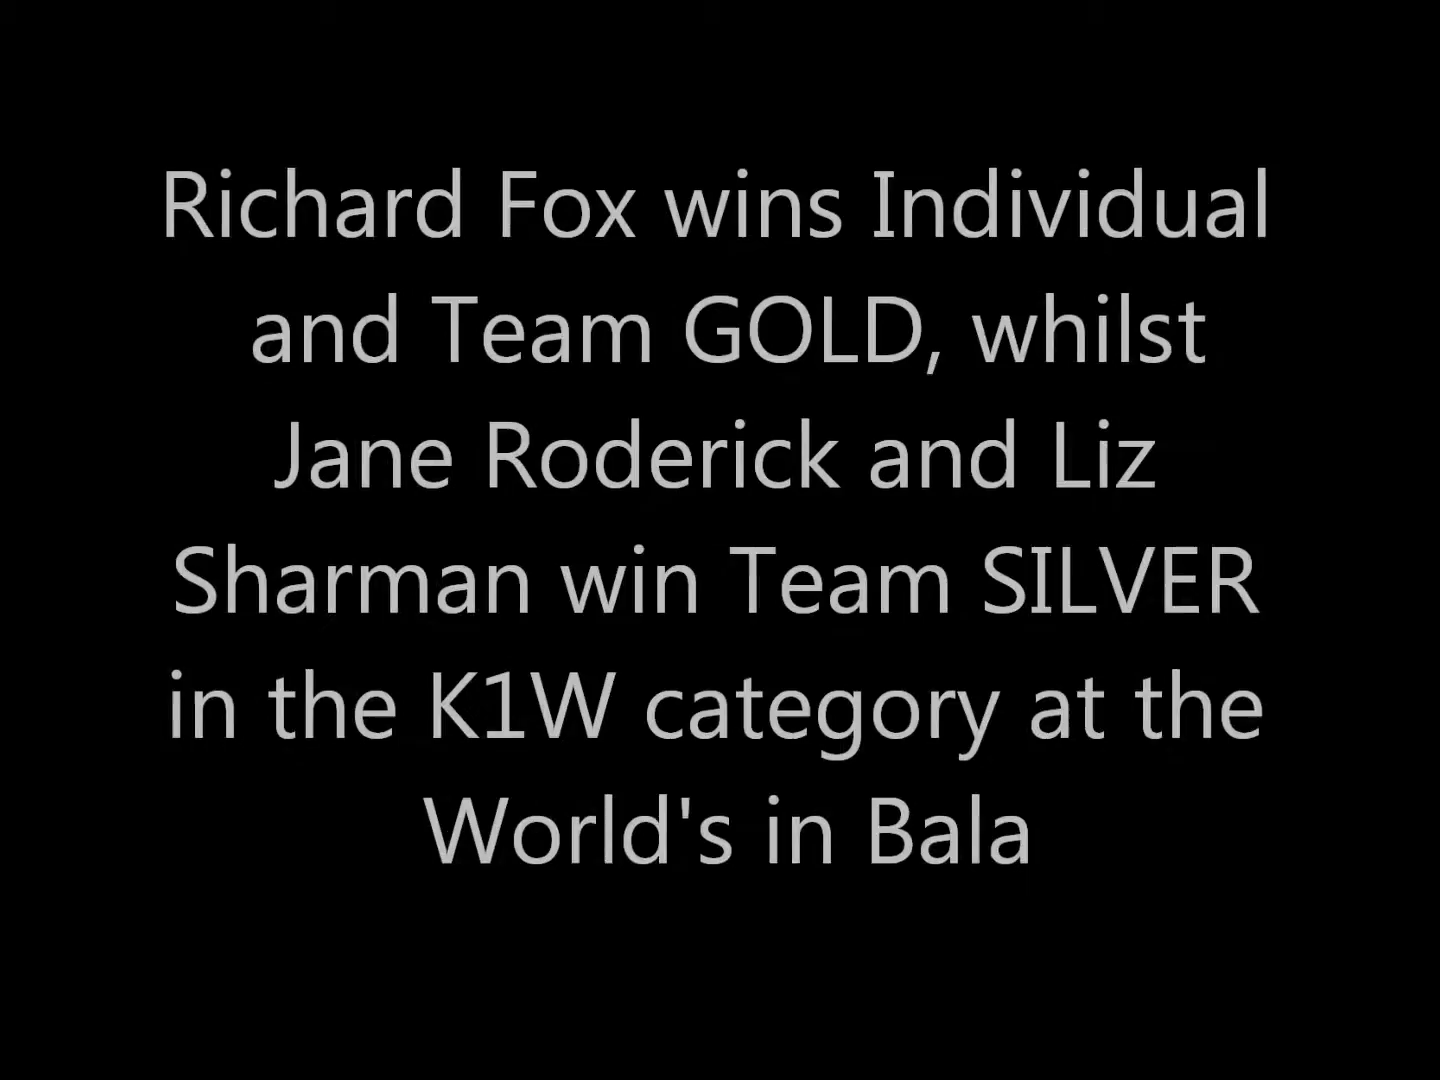 Richard Fox wins Individual
and Team GOLD, whilst
Jane Roderick and Liz
Sharman win Team SILVER
in the K1W category at the
World's in Bala